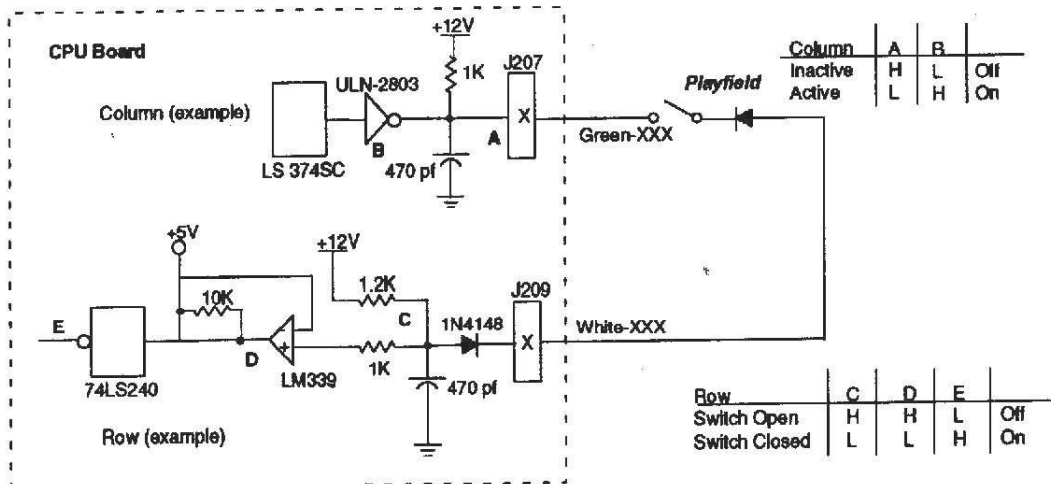 CPU Board
+12V
1K
J207
ULN-2803
Column (example)
B
A
X
LS 374SC
470 pf
Green-XXX
Playfield
Column A B
Inactive H L Off
Active L H On
+5V
+12V
10K
1.2K
C
1N4148
J209
E
D
-
+
1K
X
White-XXX
74LS240
LM339
470 pf
Row (example)
Row C D E
Switch Open H H L Off
Switch Closed L L H On